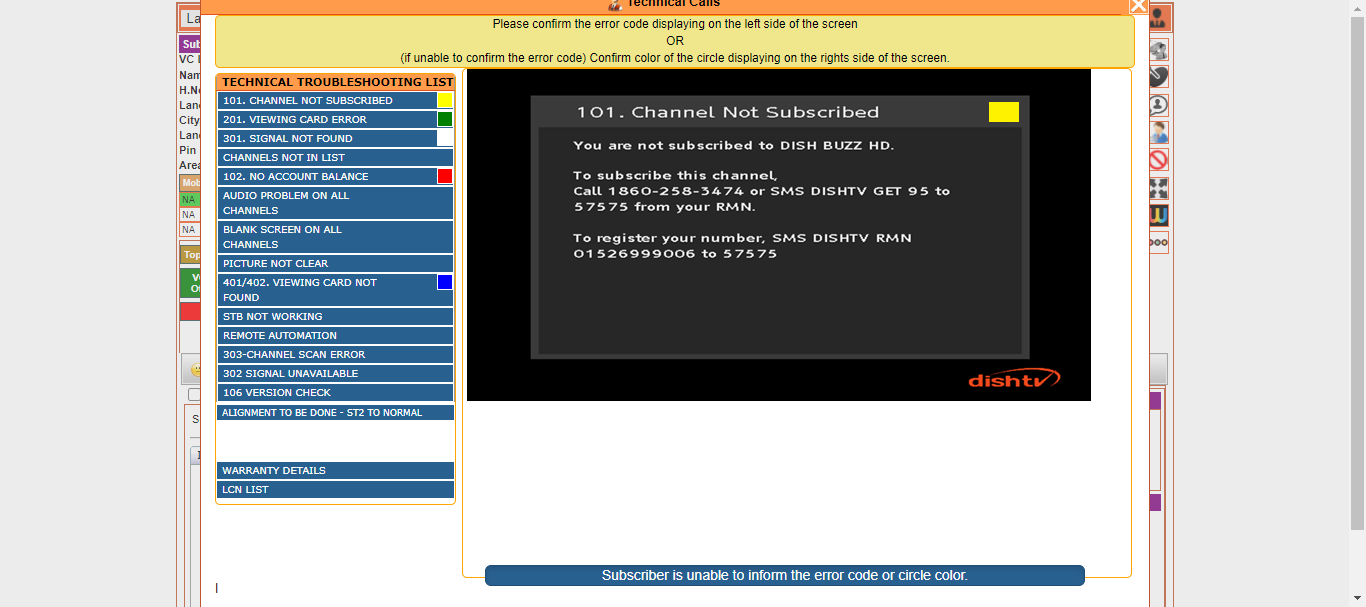 Technical Calls
Please confirm the error code displaying on the left side of the screen
OR
(if unable to confirm the error code) Confirm color of the circle displaying on the rights side of the screen.
La
Sub
VC
Nam
H.No
Land
City
Land
Pin
Area
Mob
NA
NA
NA
Top
V
Of
S
TECHNICAL TROUBLESHOOTING LIST
101. CHANNEL NOT SUBSCRIBED
201. VIEWING CARD ERROR
301. SIGNAL NOT FOUND
CHANNELS NOT IN LIST
102. NO ACCOUNT BALANCE
AUDIO PROBLEM ON ALL
CHANNELS
BLANK SCREEN ON ALL
CHANNELS
PICTURE NOT CLEAR
401/402. VIEWING CARD NOT
FOUND
STB NOT WORKING
REMOTE AUTOMATION
303-CHANNEL SCAN ERROR
302 SIGNAL UNAVAILABLE
106 VERSION CHECK
ALIGNMENT TO BE DONE - ST2 TO NORMAL
WARRANTY DETAILS
LCN LIST
101. Channel Not Subscribed
You are not subscribed to DISH BUZZ HD.
To subscribe this channel,
Call 1860-258-3474 or SMS DISHTV GET 95 to
57575 from your RMN.
To register your number, SMS DISHTV RMN
01526999006 to 57575
dishtv
Subscriber is unable to inform the error code or circle color.